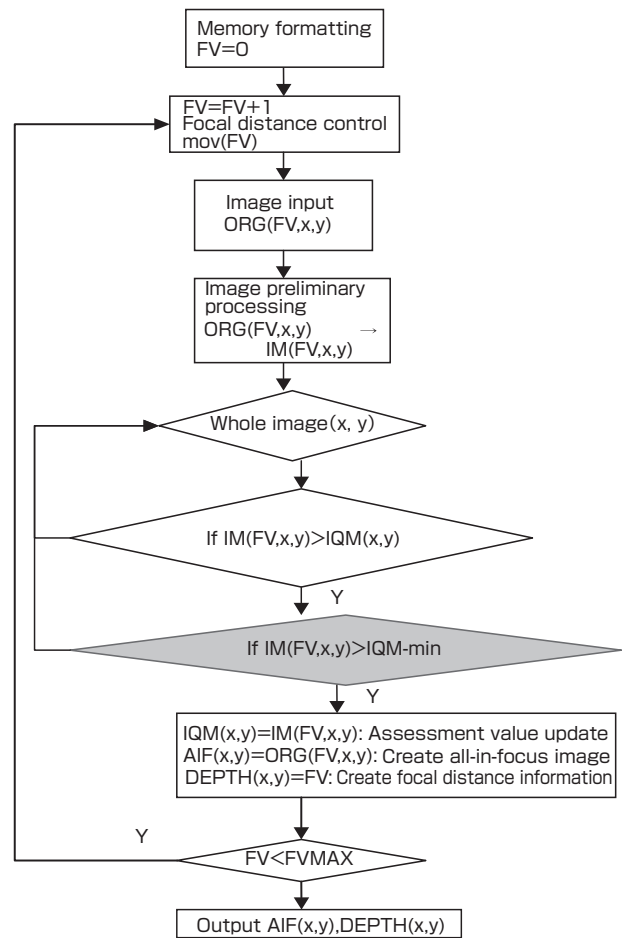 Memory formatting
FV=0
FV=FV+1
Focal distance control
mov(FV)
Image input
ORG(FV,x,y)
Image preliminary
processing
ORG(FV,x,y) →
IM(FV,x,y)
Whole image(x, y)
If IM(FV,x,y)>IQM(x,y)
Y
If IM(FV,x,y)>IQM-min
Y
IQM(x,y)=IM(FV,x,y): Assessment value update
AIF(x,y)=ORG(FV,x,y): Create all-in-focus image
DEPTH(x,y)=FV: Create focal distance information
Y
FV<FVMAX
Output AIF(x,y),DEPTH(x,y)